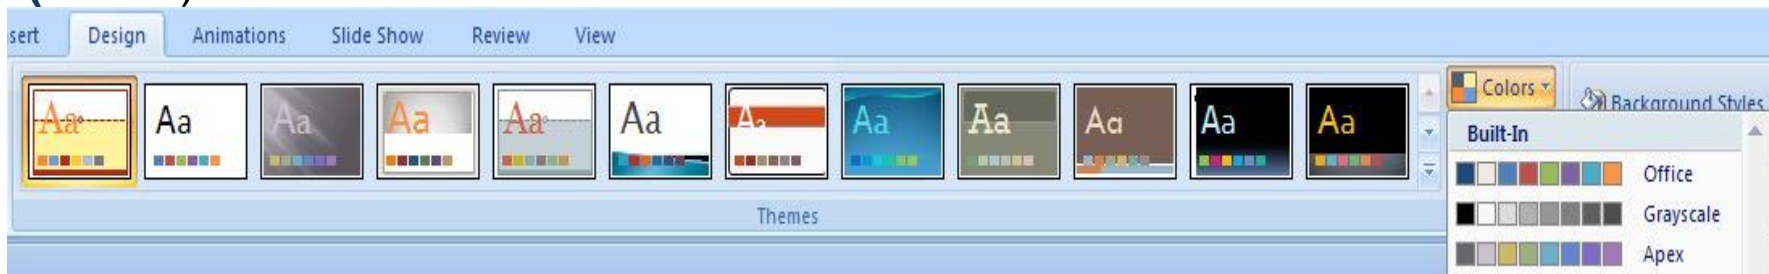 sert Design Animations Slide Show Review View
Aa Aa Aa Aa Aa Aa Aa Aa Aa Aa Aa Aa
Colors
Background Styles
Themes
Built-In
Office
Grayscale
Apex